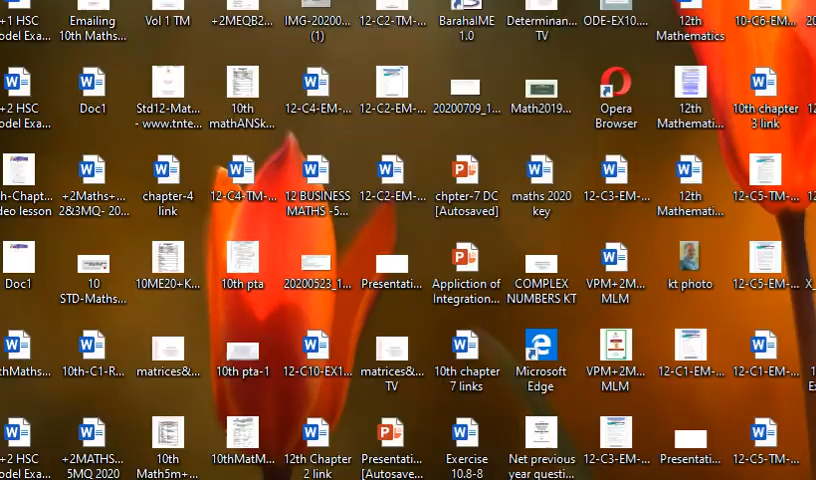 +1 HSC
Emailing
Vol 1 TM
+2MEQB2...
IMG-20200...
12-C2-TM-...
BarahaIME
Determinan...
ODE-EX10....
12th
10-C6-EM...
odel Exa...
10th Maths...
(1)
1.0
TV
Mathematics
+2 HSC
Doc1
Std12-Mat...
10th
12-C4-EM-...
12-C2-EM-...
20200709_1...
Math2019...
Opera
12th
10th chapter
odel Exa...
- www.tnte...
mathANSk...
Browser
Mathemati...
3 link
h-Chapt...
+2Maths+...
chapter-4
12-C4-TM-...
12 BUSINESS
12-C2-EM-...
chpter-7 DC
maths 2020
12-C3-EM-...
12th
12-C5-TM-...
deo lesson
2&3MQ- 20...
link
MATHS -5...
[Autosaved]
key
Mathemati...
Doc1
10
10ME20+K...
10th pta
20200523_1...
Presentati...
Appliction of
COMPLEX
VPM+2M...
kt photo
12-C5-EM-...
X_
STD-Maths...
Integration...
NUMBERS KT
MLM
thMaths...
10th-C1-R...
matrices&...
10th pta-1
12-C10-EX1...
matrices&...
10th chapter
Microsoft
VPM+2M...
12-C1-EM-...
12-C1-EM-...
TV
7 links
Edge
MLM
+2 HSC
+2MATHS...
10th
10thMatM...
12th Chapter
Presentati...
Exercise
Net previous
12-C3-EM-...
Presentati...
12-C5-TM-...
odel Exa...
5MQ 2020
Math5m+...
2 link
[Autosave...
10.8-8
year questi...